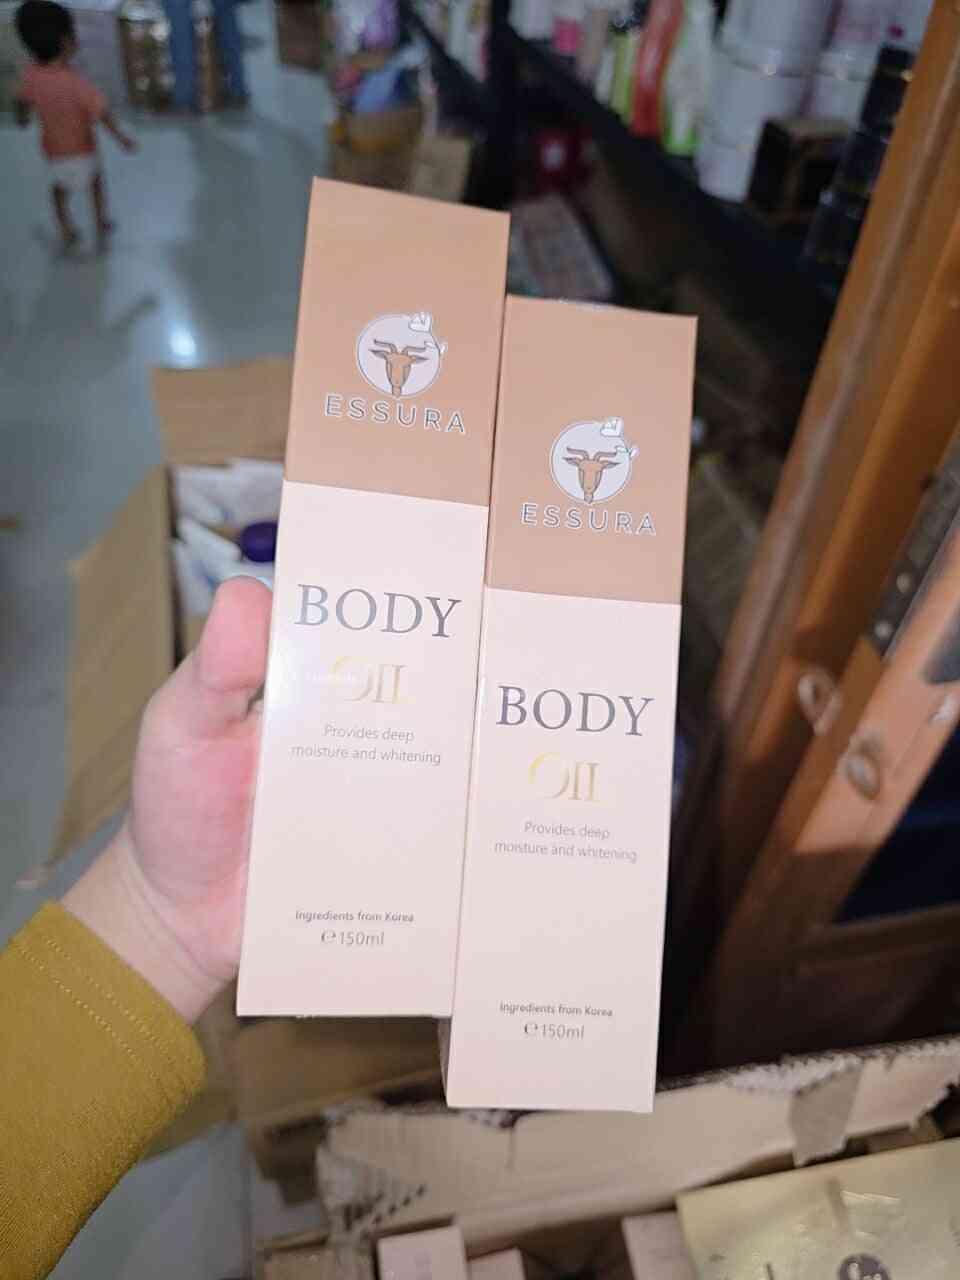 ESSURA
BODY
OIL
Provides deep
moisture and whitening
Ingredients from Korea
℮150ml
ESSURA
BODY
OIL
Provides deep
moisture and whitening
Ingredients from Korea
℮150ml